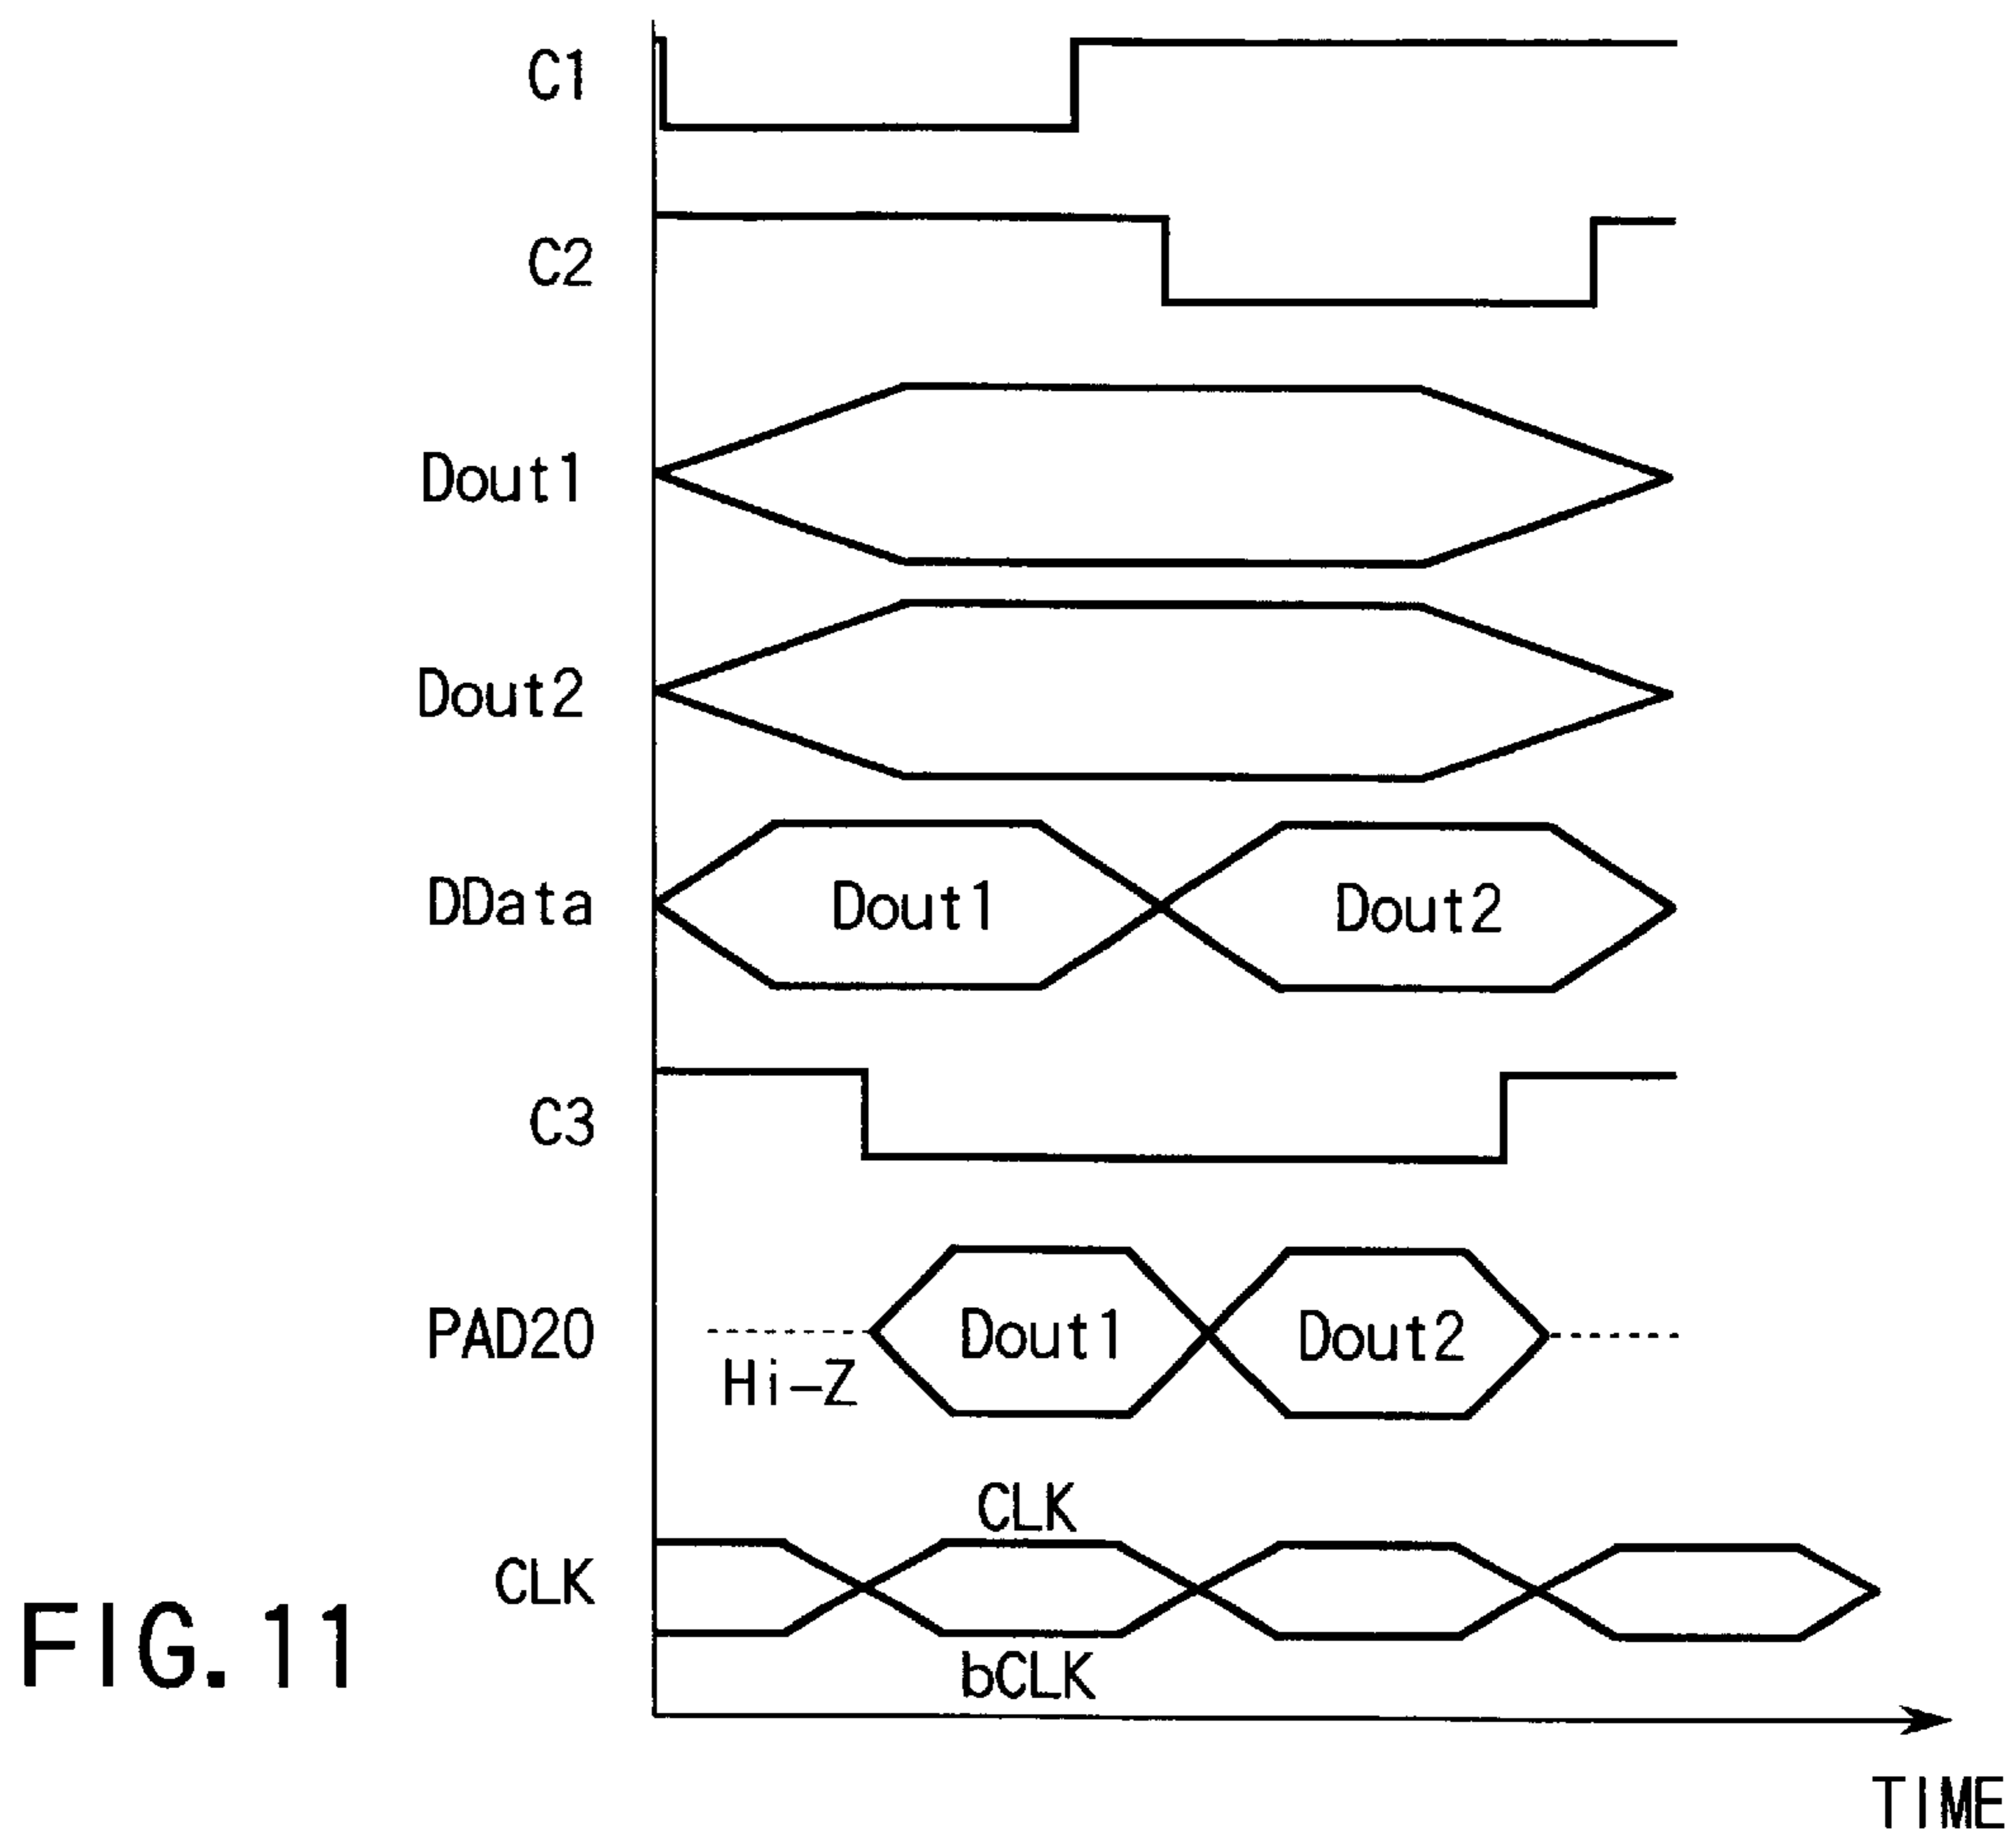 C1
C2
Dout1
Dout2
DData
Dout1
Dout2
C3
PAD20
Dout1
Dout2
Hi-Z
CLK
CLK
bCLK
FIG. 11
TIME